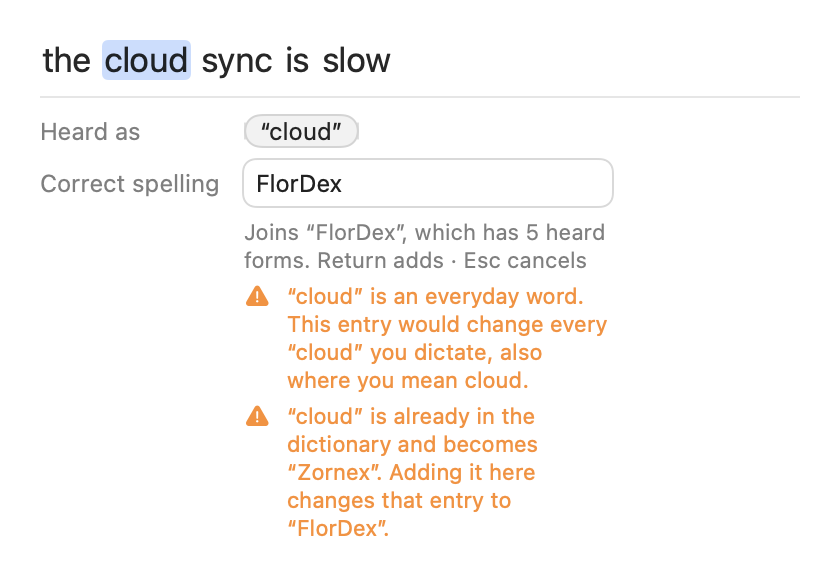 the cloud sync is slow
Heard as “cloud”
Correct spelling FlorDex
Joins “FlorDex”, which has 5 heard
forms. Return adds · Esc cancels
“cloud” is an everyday word.
This entry would change every
“cloud” you dictate, also
where you mean cloud.
“cloud” is already in the
dictionary and becomes
“Zornex”. Adding it here
changes that entry to
“FlorDex”.